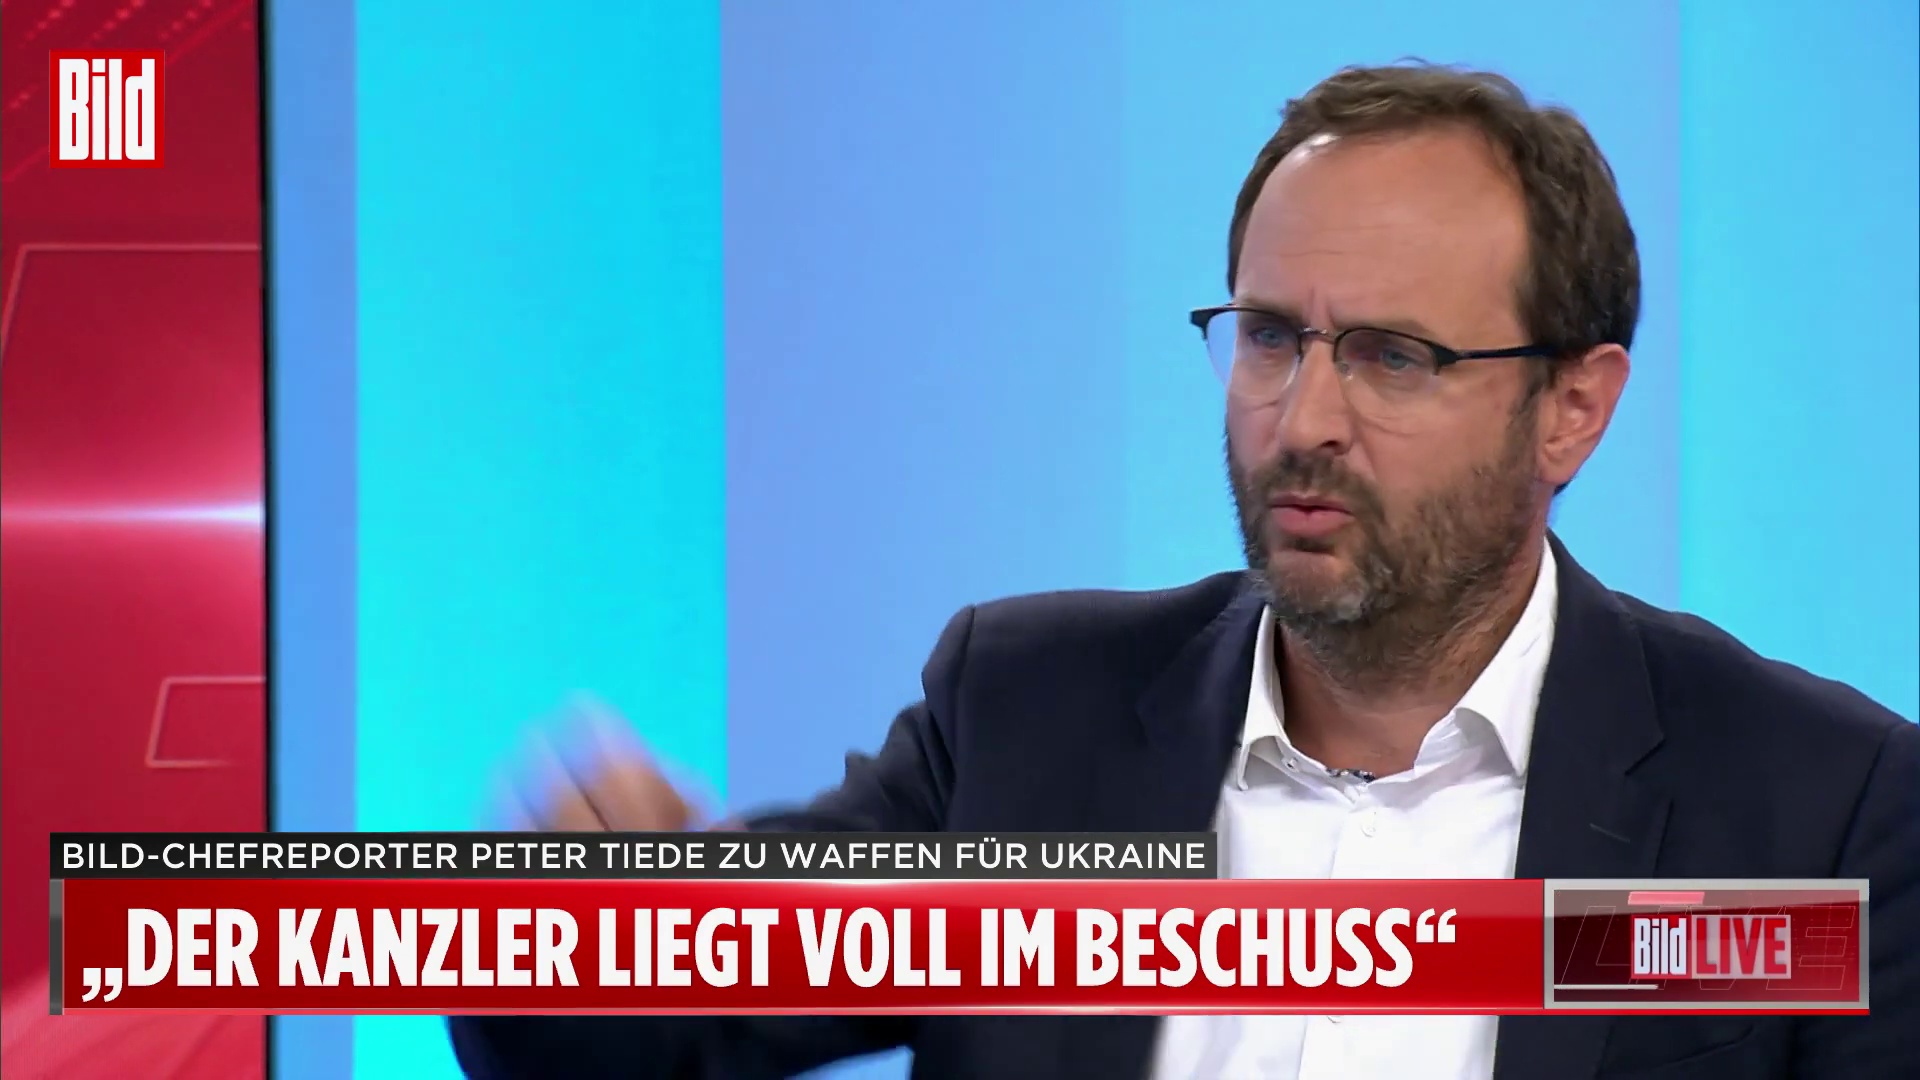 Bild
BILD-CHEFREPORTER PETER TIEDE ZU WAFFEN FÜR UKRAINE
„DER KANZLER LIEGT VOLL IM BESCHUSS“
Bild LIVE